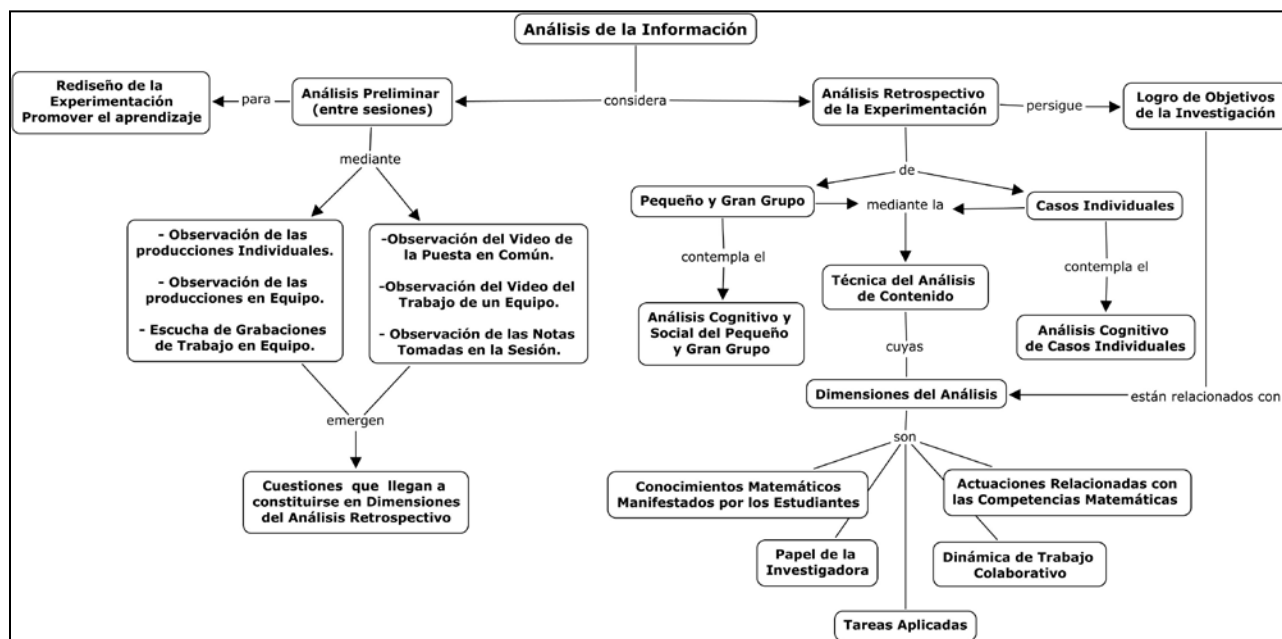 Análisis de la Información
Rediseño de la
Experimentación
Promover el aprendizaje
para
Análisis Preliminar
(entre sesiones)
considera
Análisis Retrospectivo
de la Experimentación
persigue
Logro de Objetivos
de la Investigación
mediante
de
Pequeño y Gran Grupo
mediante la
Casos Individuales
- Observación de las
producciones Individuales.
- Observación de las
producciones en Equipo.
- Escucha de Grabaciones
de Trabajo en Equipo.
-Observación del Video de
la Puesta en Común.
-Observación del Video del
Trabajo de un Equipo.
- Observación de las Notas
Tomadas en la Sesión.
contempla el
Técnica del Análisis
de Contenido
contempla el
Análisis Cognitivo y
Social del Pequeño
y Gran Grupo
Análisis Cognitivo
de Casos Individuales
cuyas
Dimensiones del Análisis
están relacionados con
emergen
son
Cuestiones que llegan a
constituirse en Dimensiones
del Análisis Retrospectivo
Conocimientos Matemáticos
Manifestados por los Estudiantes
Actuaciones Relacionadas con
las Competencias Matemáticas
Papel de la
Investigadora
Dinámica de Trabajo
Colaborativo
Tareas Aplicadas